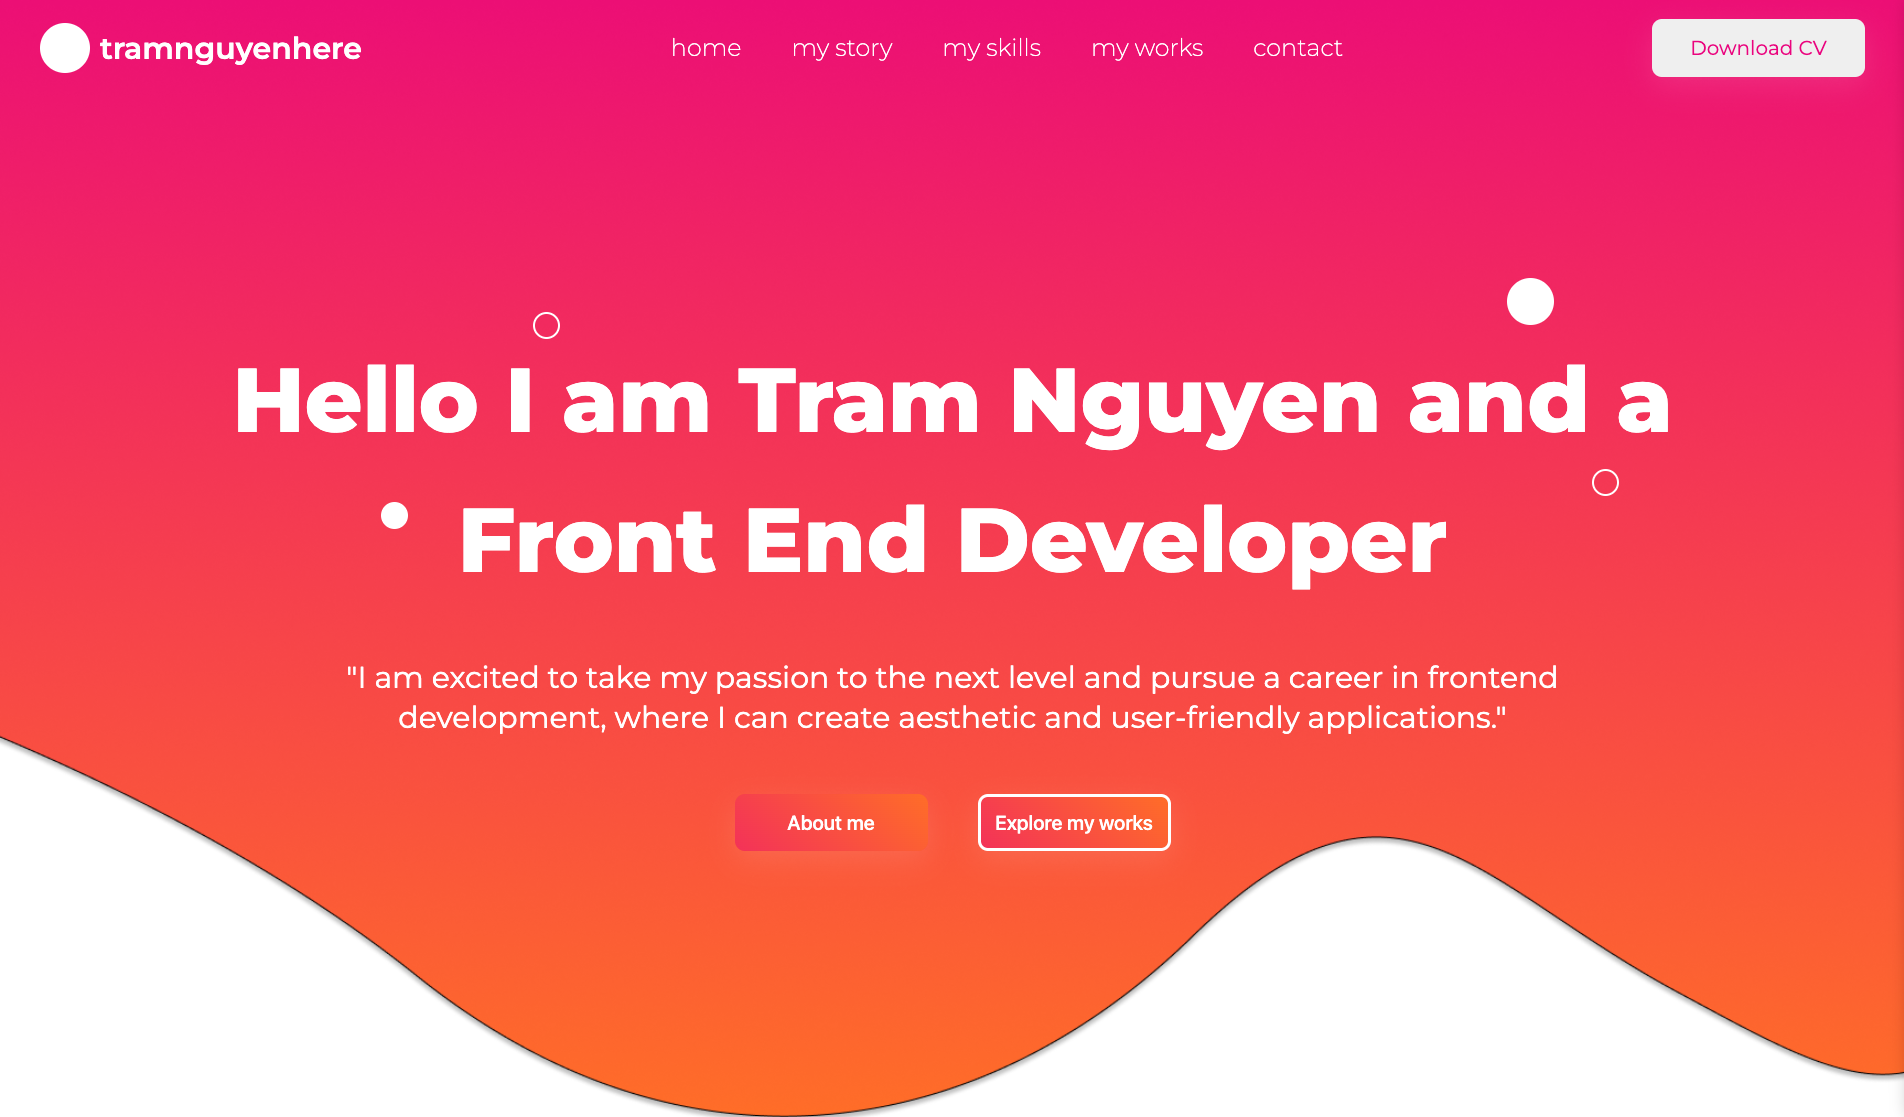 tramnguyenhere
home my story my skills my works contact
Download CV
Hello I am Tram Nguyen and a
Front End Developer
"I am excited to take my passion to the next level and pursue a career in frontend
development, where I can create aesthetic and user-friendly applications."
About me
Explore my works